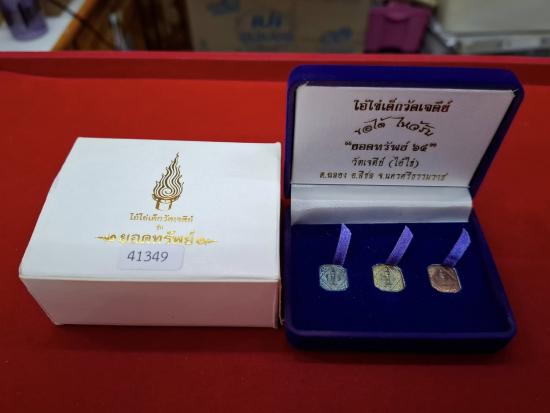 ไอ้ไข่เด็กวัดเจดีย์
รุ่น
ยอดทรัพย์
41349
ไอ้ไข่เด็กวัดเจดีย์
ขอได้ ไหว้รับ
"ยอดทรัพย์ ๖๕"
วัดเจดีย์ (ไอ้ไข่)
ต.ฉลอง อ.สิชล จ.นครศรีธรรมราช